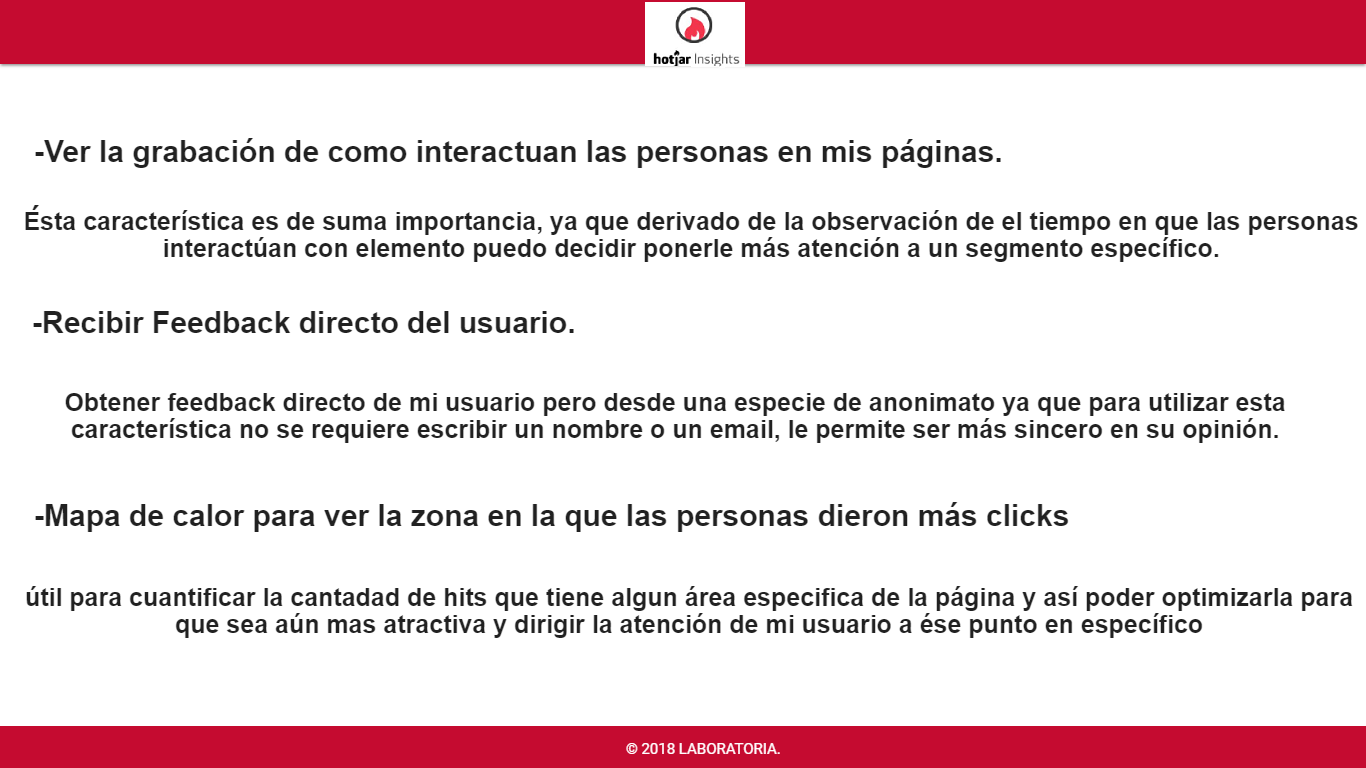 hotjar Insights
-Ver la grabación de como interactuan las personas en mis páginas.
Ésta característica es de suma importancia, ya que derivado de la observación de el tiempo en que las personas
interactúan con elemento puedo decidir ponerle más atención a un segmento específico.
-Recibir Feedback directo del usuario.
Obtener feedback directo de mi usuario pero desde una especie de anonimato ya que para utilizar esta
característica no se requiere escribir un nombre o un email, le permite ser más sincero en su opinión.
-Mapa de calor para ver la zona en la que las personas dieron más clicks
útil para cuantificar la cantadad de hits que tiene algun área especifica de la página y así poder optimizarla para
que sea aún mas atractiva y dirigir la atención de mi usuario a ése punto en específico
© 2018 LABORATORIA.